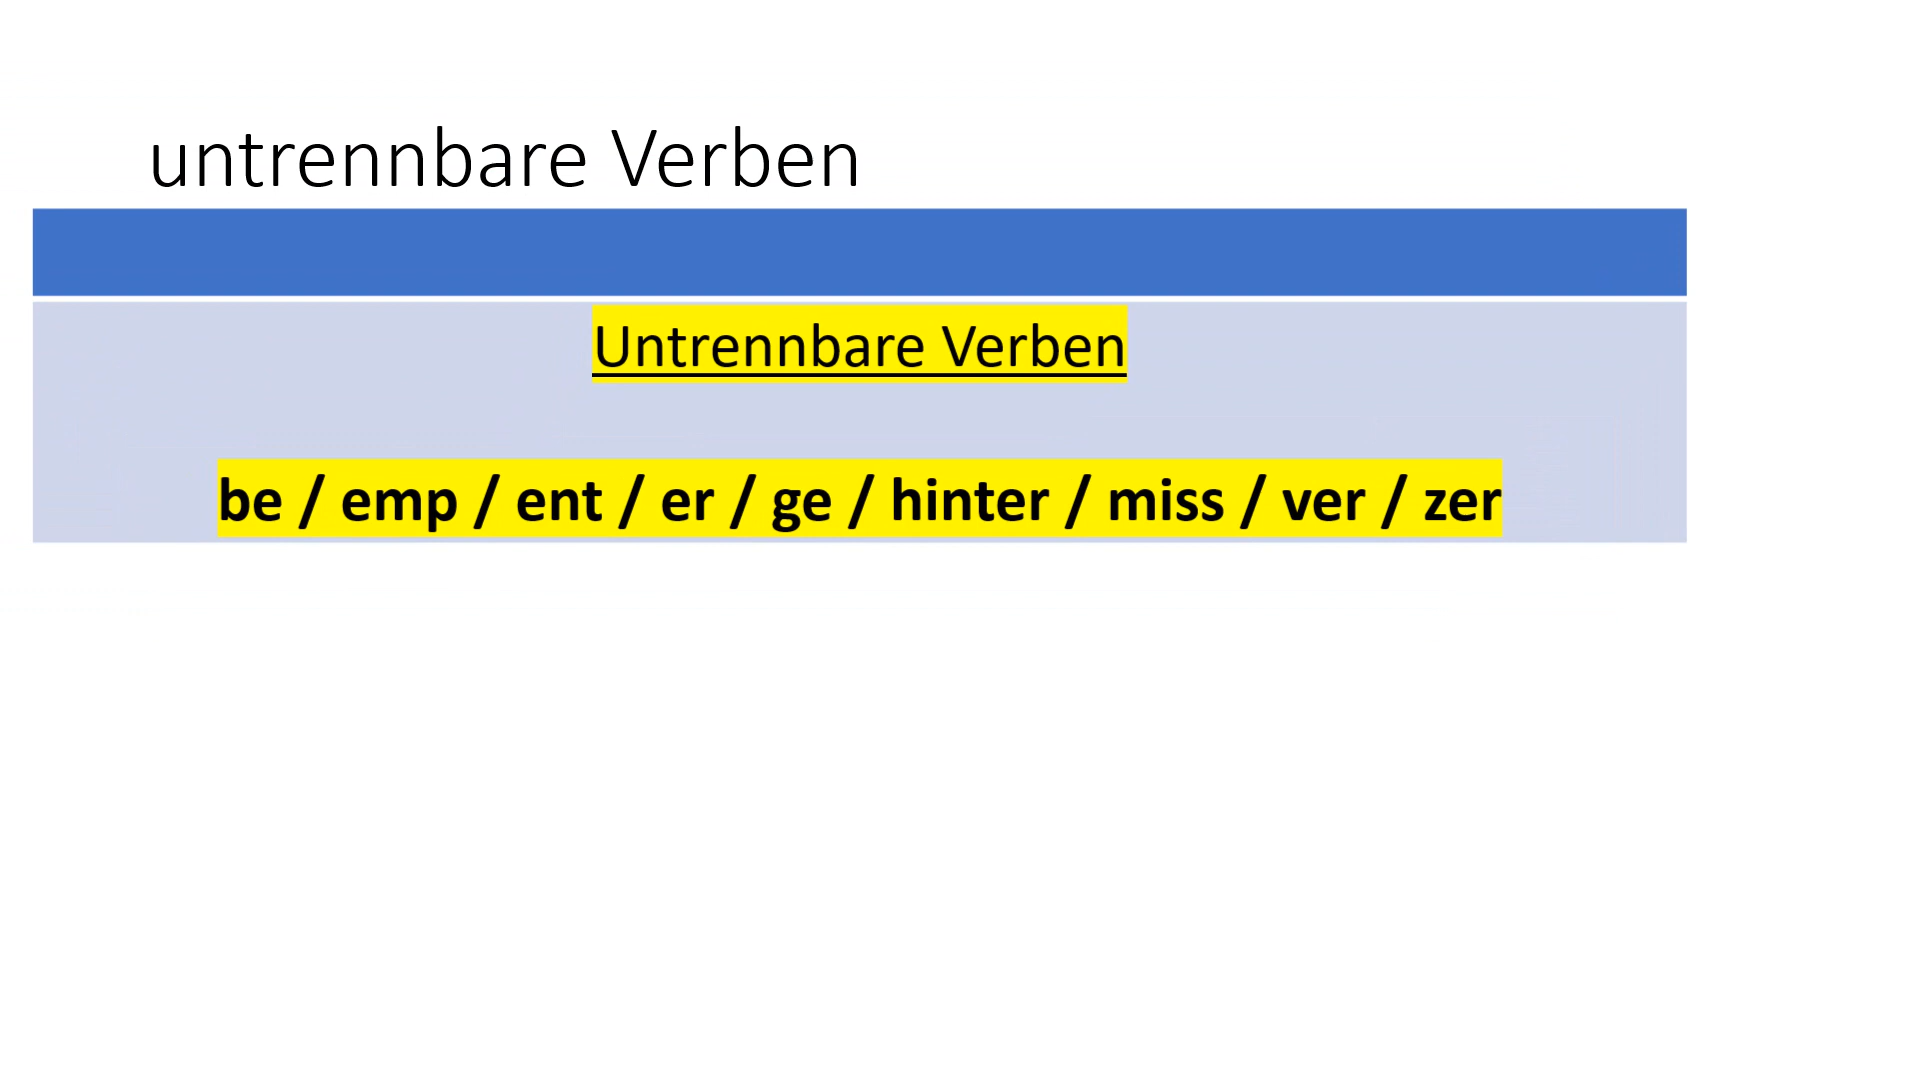 untrennbare Verben
Untrennbare Verben
be / emp / ent / er / ge / hinter / miss / ver / zer